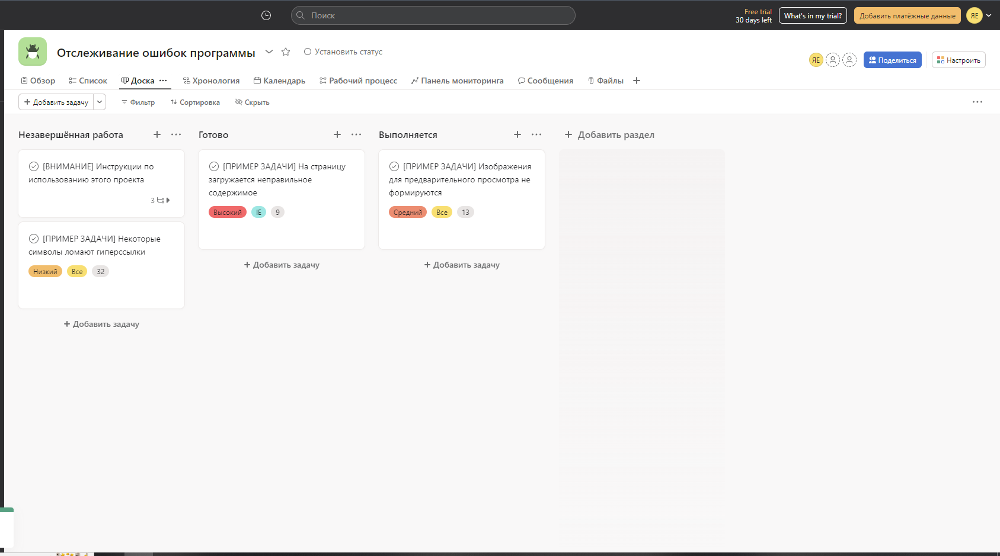 Поиск
Free trial
30 days left
What's in my trial?
Добавить платёжные данные
ЯЕ
Отслеживание ошибок программы
Установить статус
ЯЕ
Поделиться
Настроить
Обзор
Список
Доска
Хронология
Календарь
Рабочий процесс
Панель мониторинга
Сообщения
Файлы
Добавить задачу
Фильтр
Сортировка
Скрыть
Незавершённая работа
[ВНИМАНИЕ] Инструкции по
использованию этого проекта
3
[ПРИМЕР ЗАДАЧИ] Некоторые
символы ломают гиперссылки
Низкий Все 32
+ Добавить задачу
Готово
[ПРИМЕР ЗАДАЧИ] На страницу
загружается неправильное
содержимое
Высокий IE 9
+ Добавить задачу
Выполняется
[ПРИМЕР ЗАДАЧИ] Изображения
для предварительного просмотра не
формируются
Средний Все 13
+ Добавить задачу
+ Добавить раздел